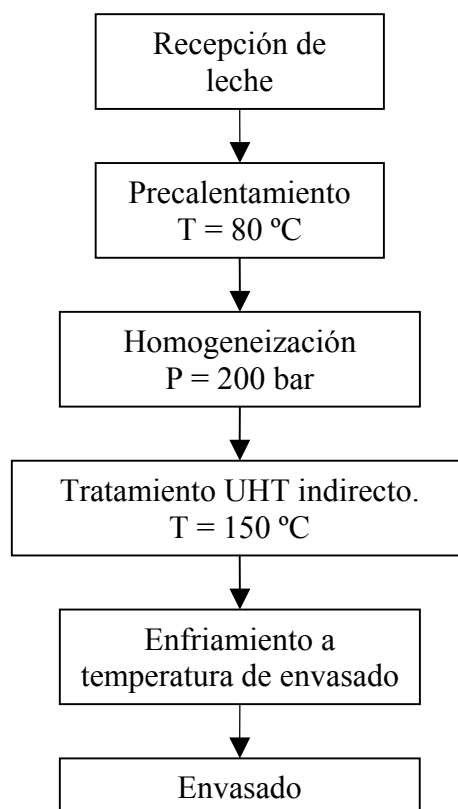 Recepción de
leche
Precalentamiento
T = 80 ºC
Homogeneización
P = 200 bar
Tratamiento UHT indirecto.
T = 150 ºC
Enfriamiento a
temperatura de envasado
Envasado